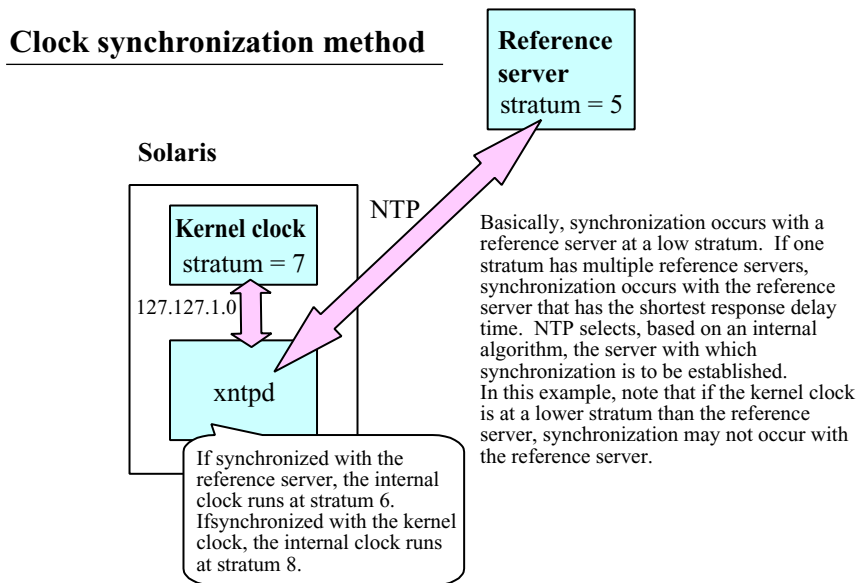 Clock synchronization method
Reference
server
stratum = 5
Solaris
NTP
Kernel clock
stratum = 7
127.127.1.0
xntpd
If synchronized with the
reference server, the internal
clock runs at stratum 6.
Ifsynchronized with the kernel
clock, the internal clock runs
at stratum 8.
Basically, synchronization occurs with a
reference server at a low stratum.  If one
stratum has multiple reference servers,
synchronization occurs with the reference
server that has the shortest response delay
time.  NTP selects, based on an internal
algorithm, the server with which
synchronization is to be established.
In this example, note that if the kernel clock
is at a lower stratum than the reference
server, synchronization may not occur with
the reference server.